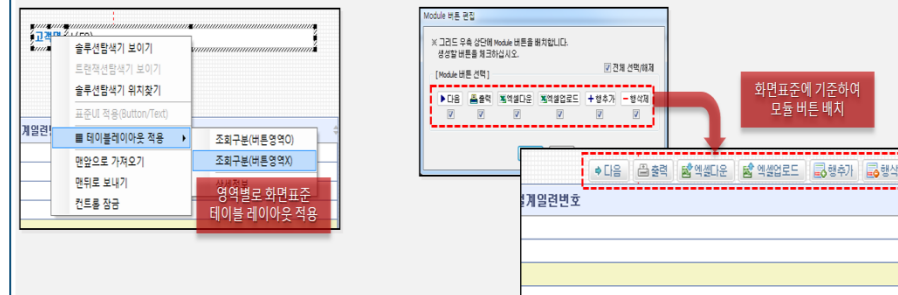 고객명
솔루션탐색기 보이기
트랜잭션탐색기 보이기
솔루션탐색기 위치찾기
표준UI 적용(Button/Text)
테이블레이아웃 적용
맨앞으로 가져오기
맨뒤로 보내기
컨트롤 잠금
조회구분(버튼영역O)
조회구분(버튼영역X)
상세정보
영역별로 화면표준
테이블 레이아웃 적용
Module 버튼 편집
※ 그리드 우측 상단에 Module 버튼을 배치합니다.
생성할 버튼을 체크하십시오.
[Module 버튼 선택]
전체 선택/해제
다음 출력 엑셀다운 엑셀업로드 행추가 행삭제
화면표준에 기준하여
모듈 버튼 배치
다음 출력 엑셀다운 엑셀업로드 행추가 행삭
계일련번호